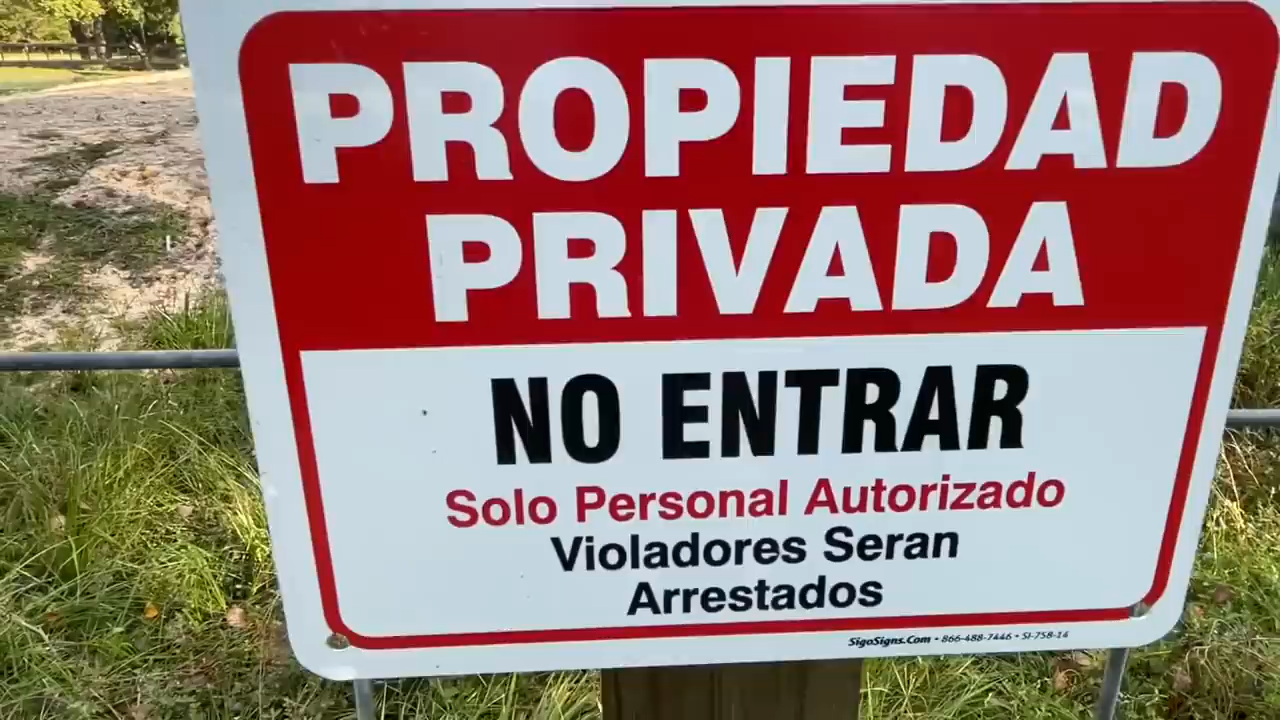 PROPIEDAD
PRIVADA
NO ENTRAR
Solo Personal Autorizado
Violadores Seran
Arrestados
SigoSigns.Com • 866-488-7446 • SI-758-14